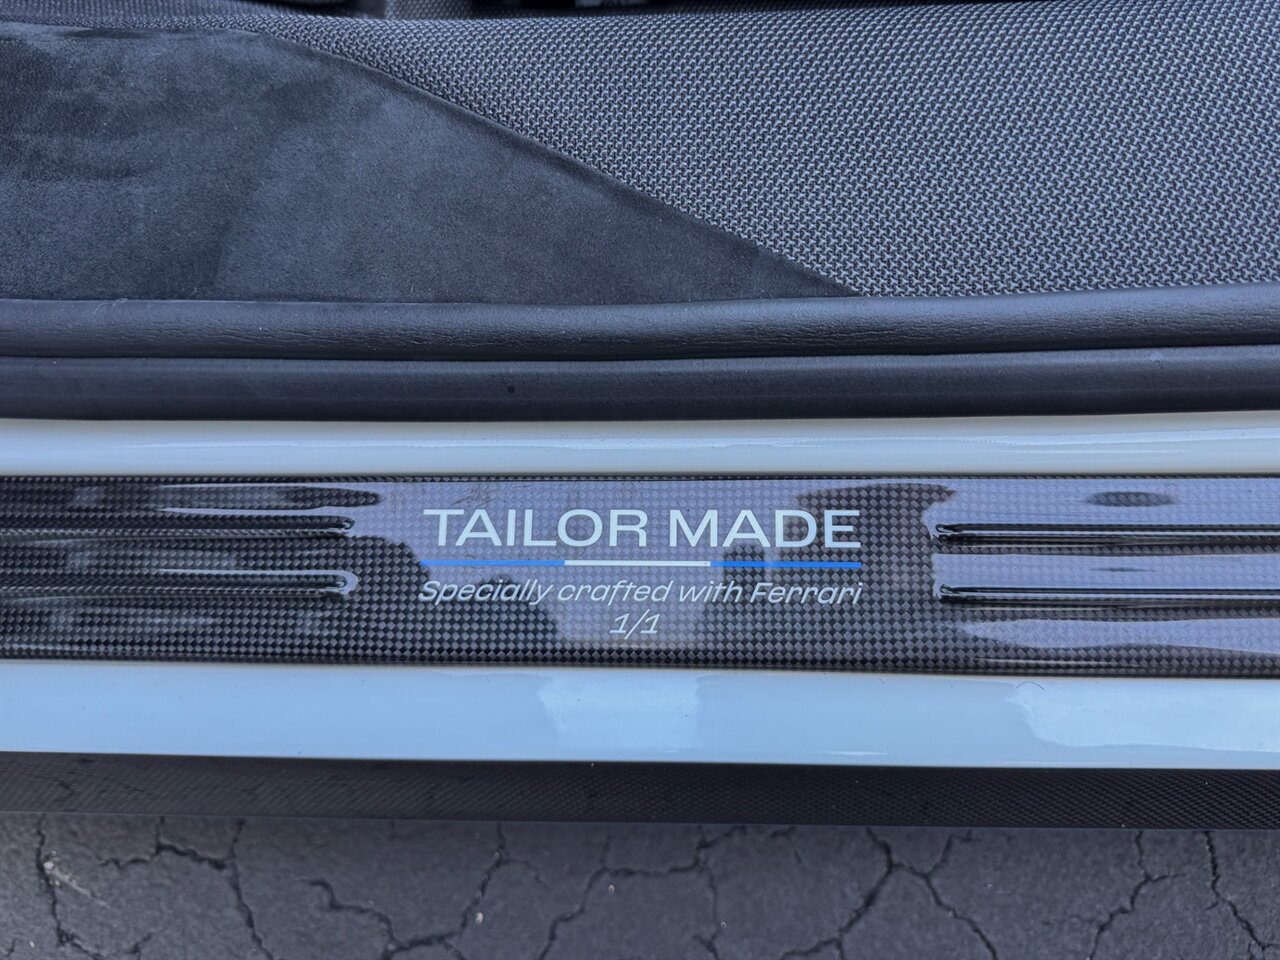 TAILOR MADE
Specially crafted with Ferrari
1/1